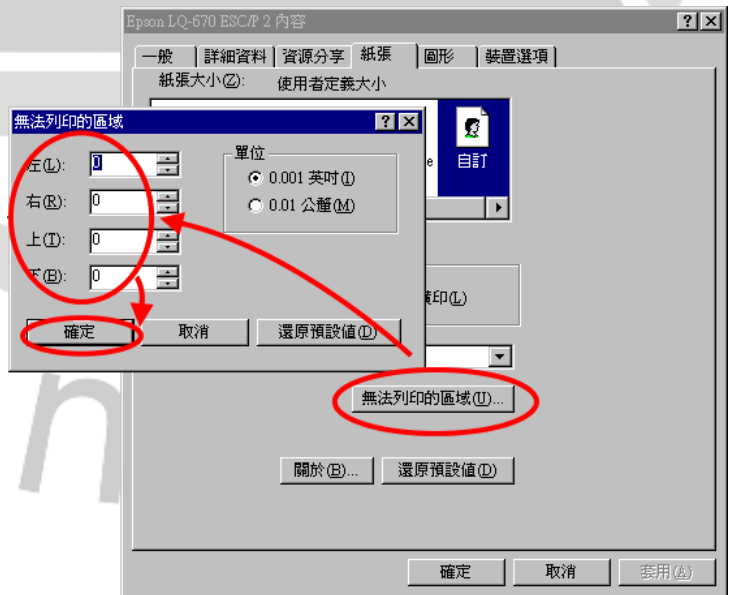 Epson LQ-670 ESC/P 2 內容
一般 詳細資料 資源分享 紙張 圖形 裝置選項
紙張大小(Z): 使用者定義大小
自訂
無法列印的區域
左(L): 0
右(R): 0
上(T): 0
下(B): 0
單位
0.001 英吋(I)
0.01 公釐(M)
確定 取消 還原預設值(D)
印(L)
無法列印的區域(U)...
關於(B)... 還原預設值(D)
確定 取消 套用(A)